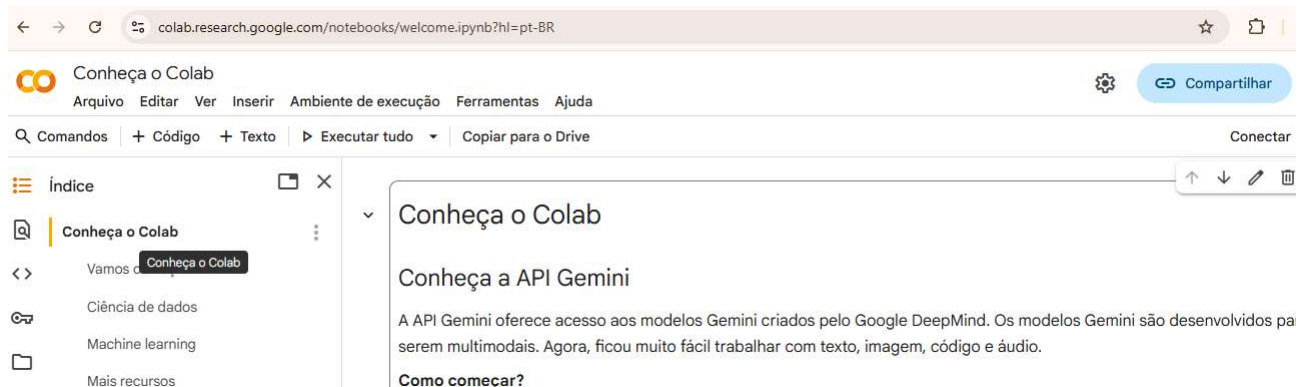 colab.research.google.com/notebooks/welcome.ipynb?hl=pt-BR
Conheça o Colab
Arquivo Editar Ver Inserir Ambiente de execução Ferramentas Ajuda
Compartilhar
Comandos + Código + Texto Executar tudo Copiar para o Drive
Conectar
Índice
Conheça o Colab
Vamos
Conheça o Colab
Ciência de dados
Machine learning
Mais recursos
Conheça o Colab
Conheça a API Gemini
A API Gemini oferece acesso aos modelos Gemini criados pelo Google DeepMind. Os modelos Gemini são desenvolvidos
serem multimodais. Agora, ficou muito fácil trabalhar com texto, imagem, código e áudio.
Como começar?